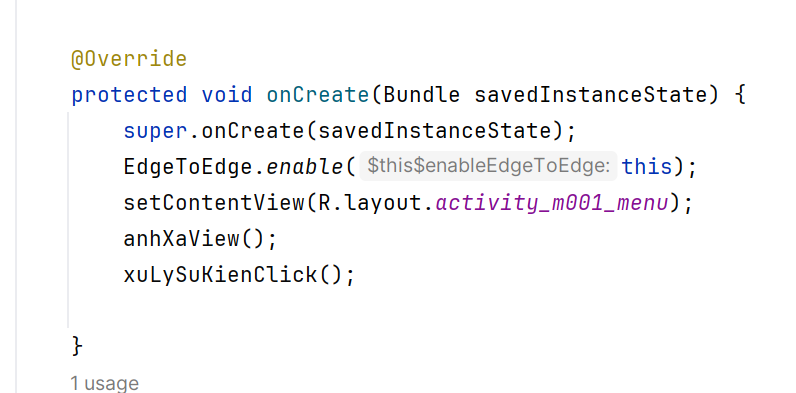 @Override
protected void onCreate(Bundle savedInstanceState) {
super.onCreate(savedInstanceState);
EdgeToEdge.enable( $this$enableEdgeToEdge: this);
setContentView(R.layout.activity_m001_menu);
anhXaView();
xuLySuKienClick();
}
1 usage